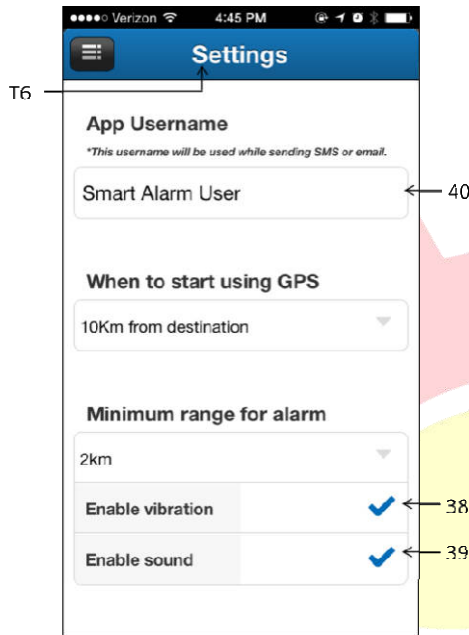 Verizon 4:45 PM
Settings
T6
App Username
*This username will be used while sending SMS or email.
Smart Alarm User
40
When to start using GPS
10Km from destination
Minimum range for alarm
2km
Enable vibration
38
Enable sound
39